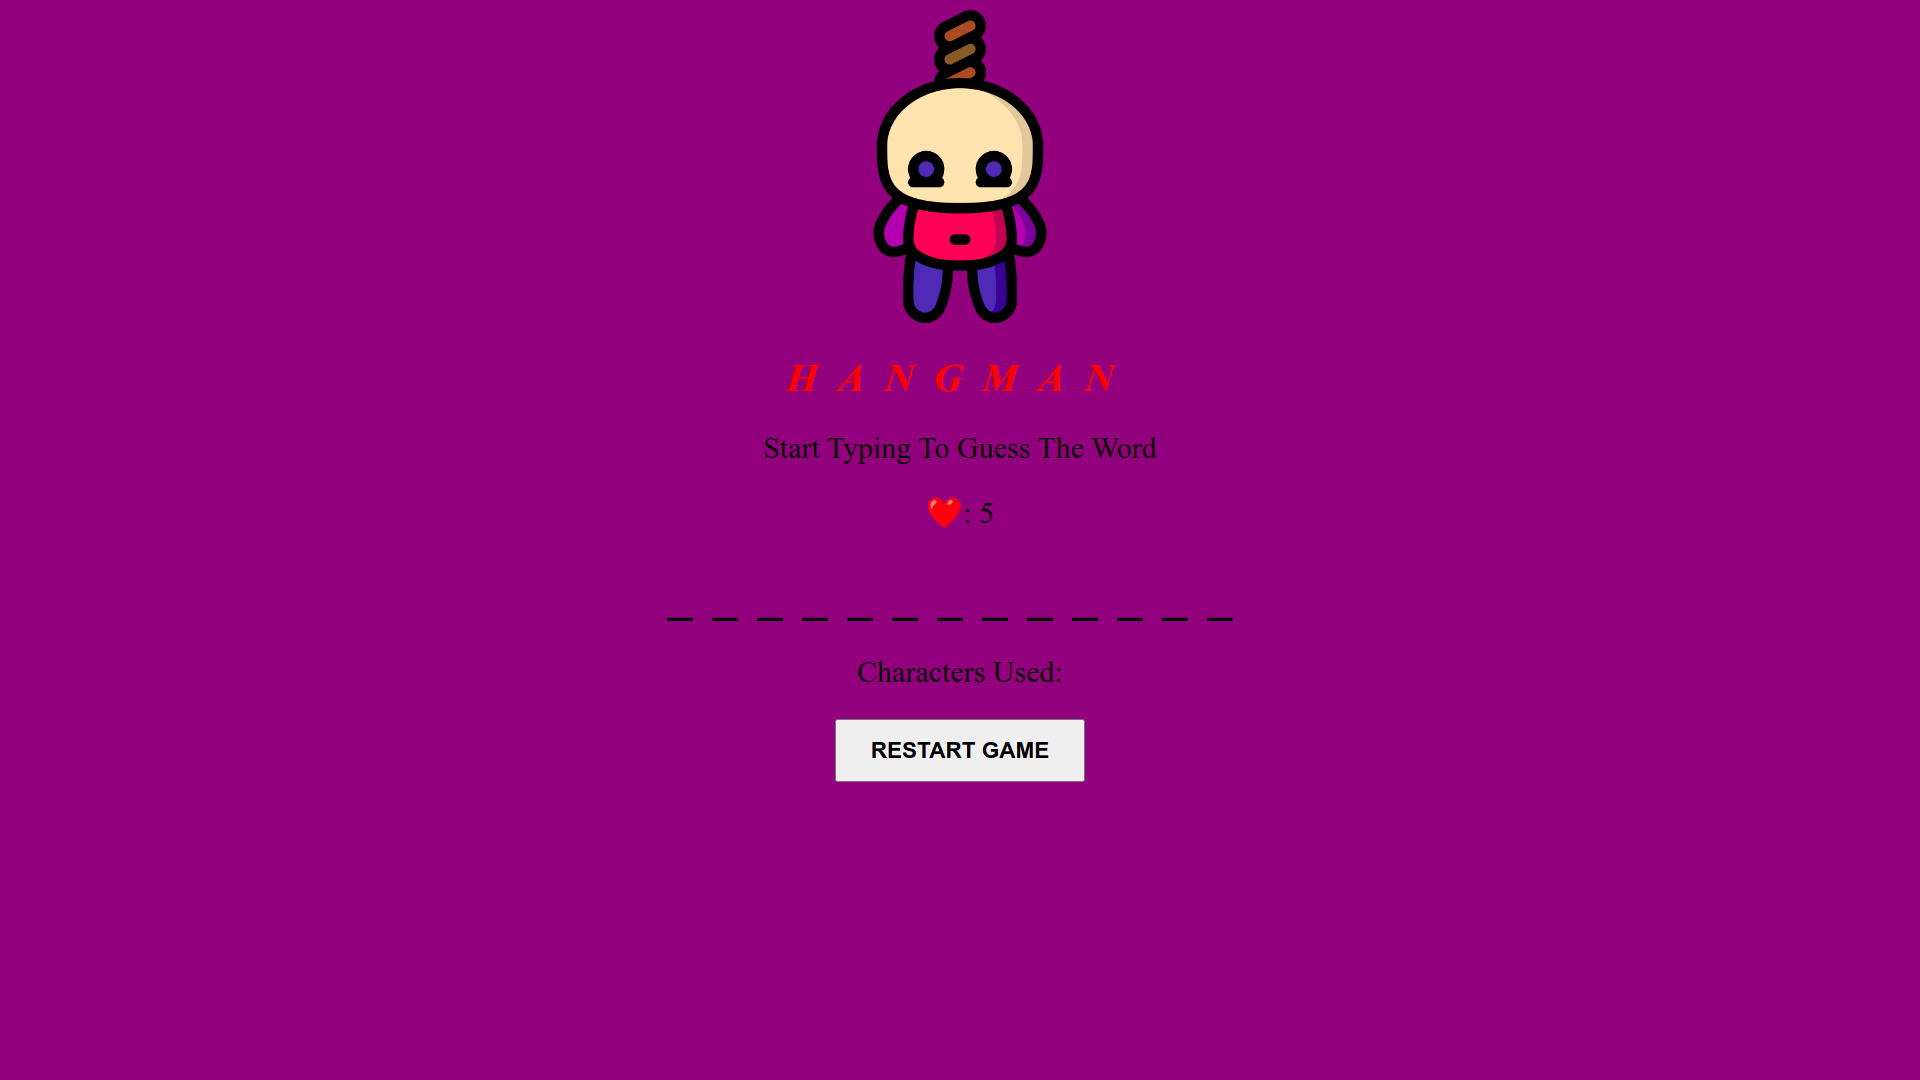 H A N G M A N
Start Typing To Guess The Word
❤️: 5
_ _ _ _ _ _ _ _ _ _ _ _ _
Characters Used:
RESTART GAME